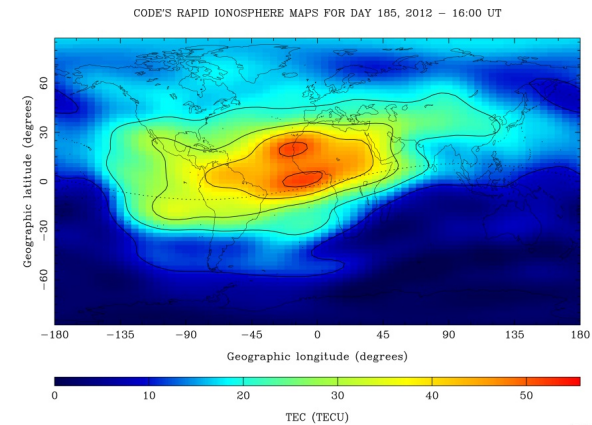 CODE'S RAPID IONOSPHERE MAPS FOR DAY 185, 2012 − 16:00 UT
Geographic latitude (degrees)
60
30
0
−30
−60
−180 −135 −90 −45 0 45 90 135 180
Geographic longitude (degrees)
0 10 20 30 40 50
TEC (TECU)